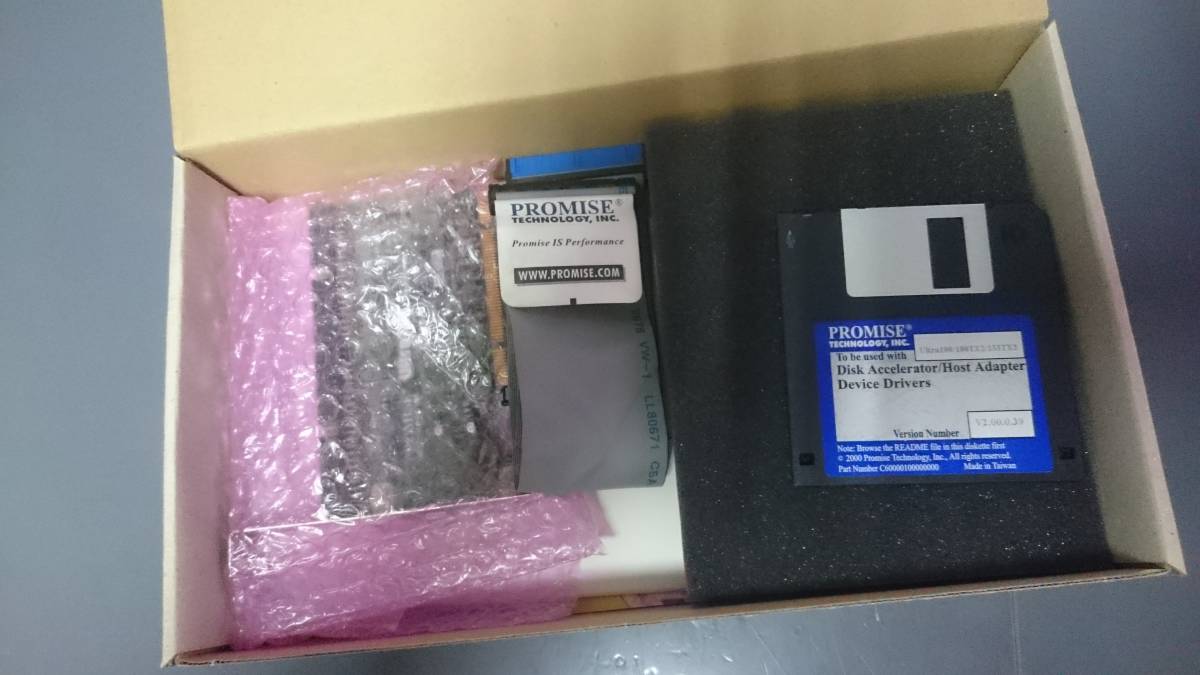 PROMISE®
TECHNOLOGY, INC.
Promise IS Performance
WWW.PROMISE.COM
VW-1 LL80671 CSA
PROMISE®
TECHNOLOGY, INC.
To be used with
Ultra100/100TX2/133TX2
Disk Accelerator/Host Adapter
Device Drivers
Version Number
V2.00.0.39
Note: Browse the README file in this diskette first
© 2000 Promise Technology, Inc., All rights reserved.
Part Number C60000100000000 Made in Taiwan